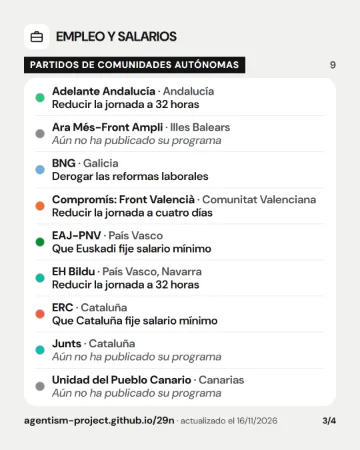 EMPLEO Y SALARIOS
PARTIDOS DE COMUNIDADES AUTÓNOMAS 9
Adelante Andalucía · Andalucía
Reducir la jornada a 32 horas
Ara Més-Front Ampli · Illes Balears
Aún no ha publicado su programa
BNG · Galicia
Derogar las reformas laborales
Compromís: Front Valencià · Comunitat Valenciana
Reducir la jornada a cuatro días
EAJ-PNV · País Vasco
Que Euskadi fije salario mínimo
EH Bildu · País Vasco, Navarra
Reducir la jornada a 32 horas
ERC · Cataluña
Que Cataluña fije salario mínimo
Junts · Cataluña
Aún no ha publicado su programa
Unidad del Pueblo Canario · Canarias
Aún no ha publicado su programa
agentism-project.github.io/29n · actualizado el 16/11/2026 3/4